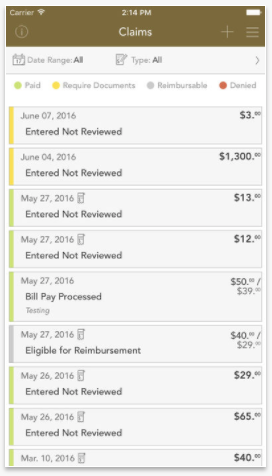 Carrier 2:14 PM
Claims
Date Range: All Type: All
Paid Require Documents Reimbursable Denied
June 07, 2016 $3.00
Entered Not Reviewed
June 04, 2016 $1,300.00
Entered Not Reviewed
May 27, 2016 $13.00
Entered Not Reviewed
May 27, 2016 $12.00
Entered Not Reviewed
May 27, 2016 $50.00 /
$39.00
Bill Pay Processed
Testing
May 27, 2016 $40.00 /
$29.00
Eligible for Reimbursement
May 26, 2016 $29.00
Entered Not Reviewed
May 26, 2016 $65.00
Entered Not Reviewed
Mar. 10, 2016 $40.00